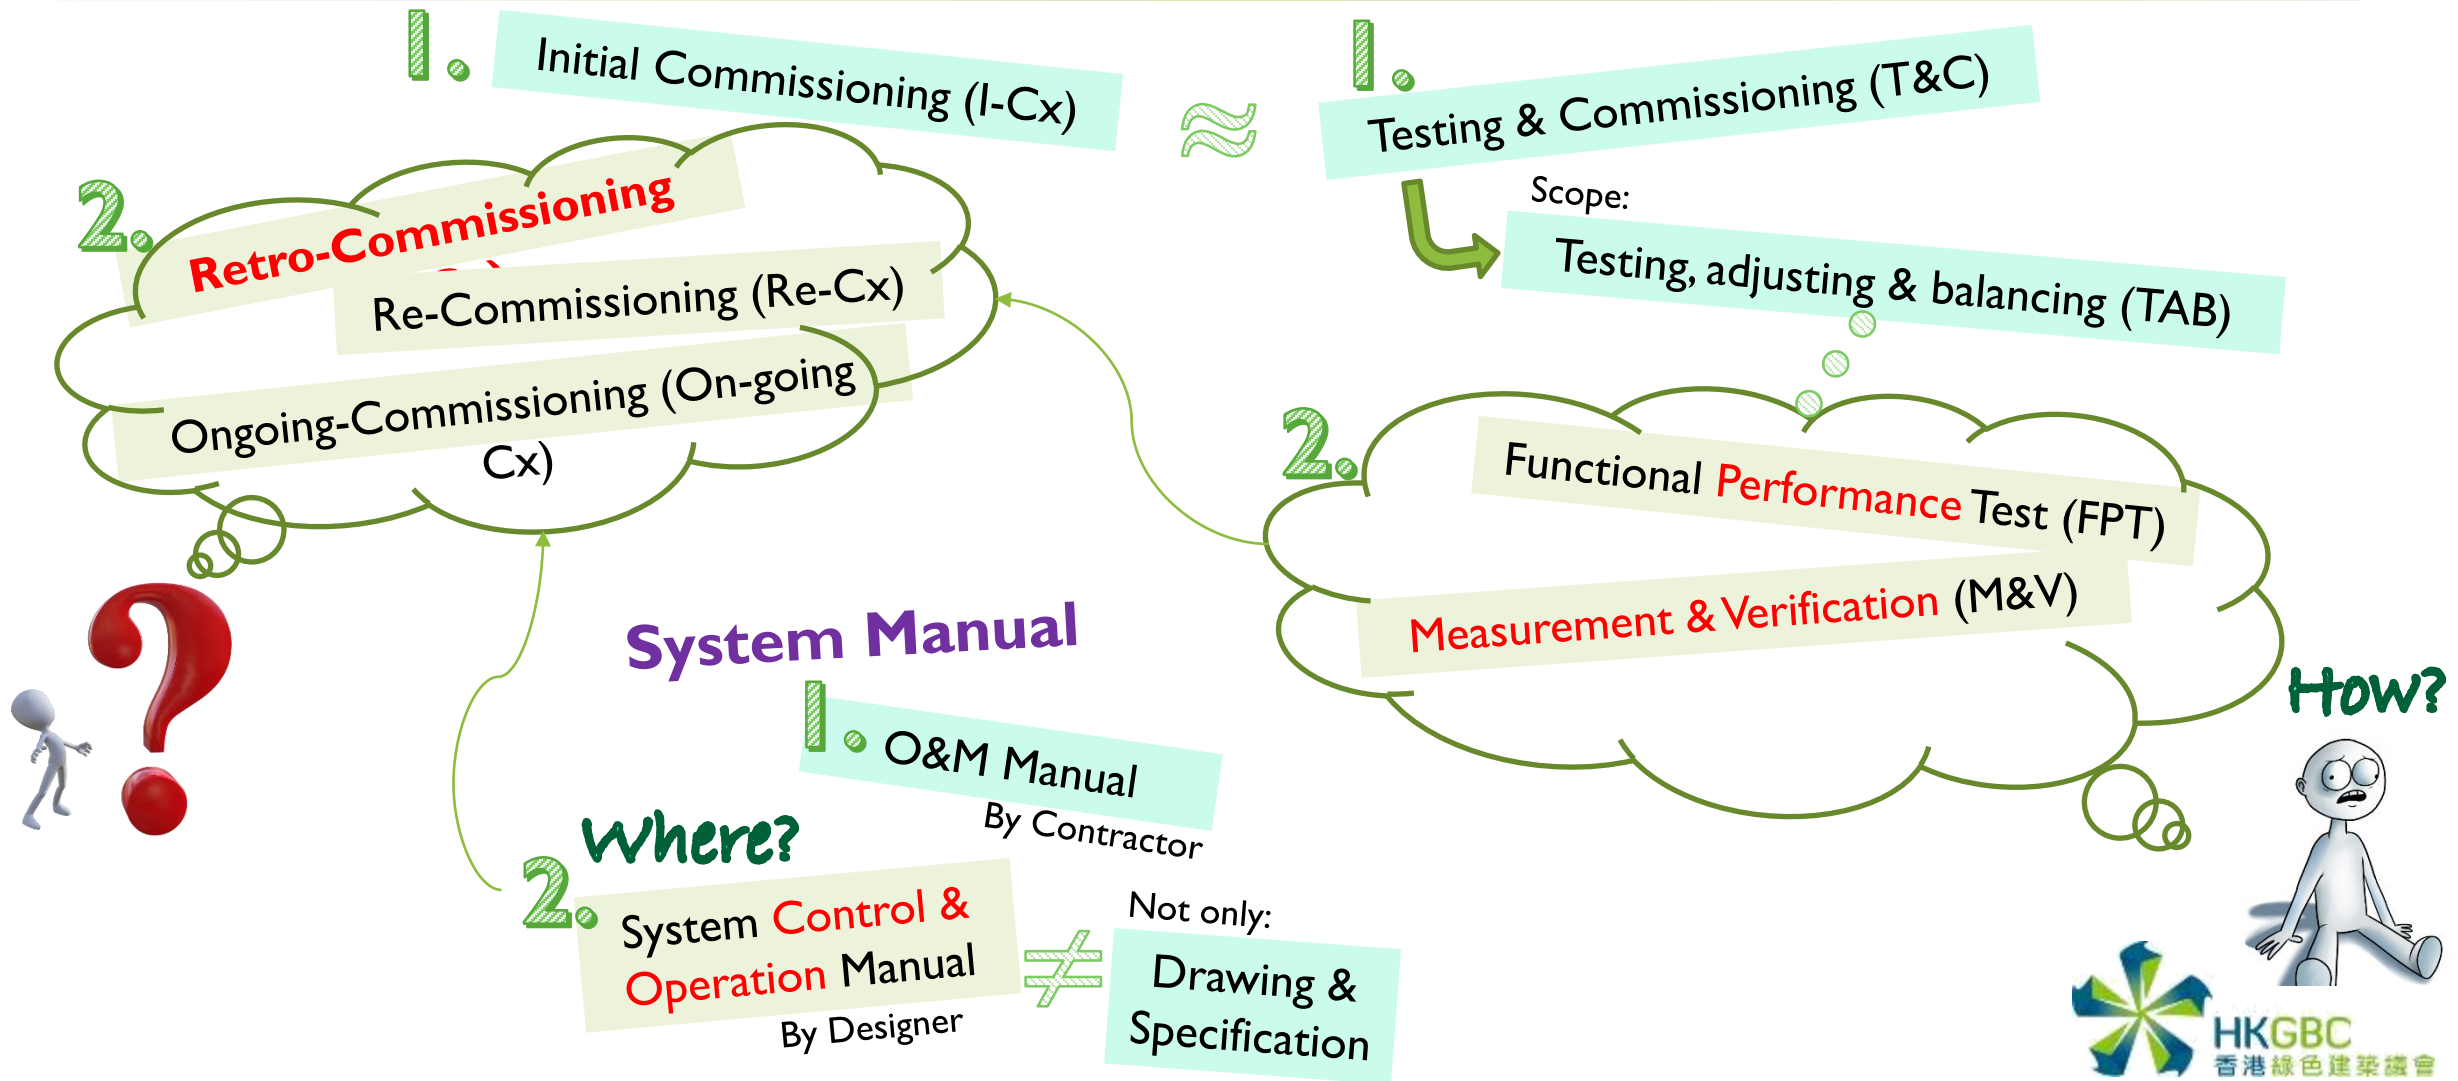 1.
Initial Commissioning (I-Cx)
≈
1.
Testing & Commissioning (T&C)
Scope:
Testing, adjusting & balancing (TAB)
2.
Retro-Commissioning
Re-Commissioning (Re-Cx)
Ongoing-Commissioning (On-going
Cx)
2.
Functional Performance Test (FPT)
Measurement & Verification (M&V)
How?
System Manual
1.
O&M Manual
By Contractor
Where?
2.
System Control &
Operation Manual
By Designer
≠
Not only:
Drawing &
Specification
HKGBC
香港綠色建築議會